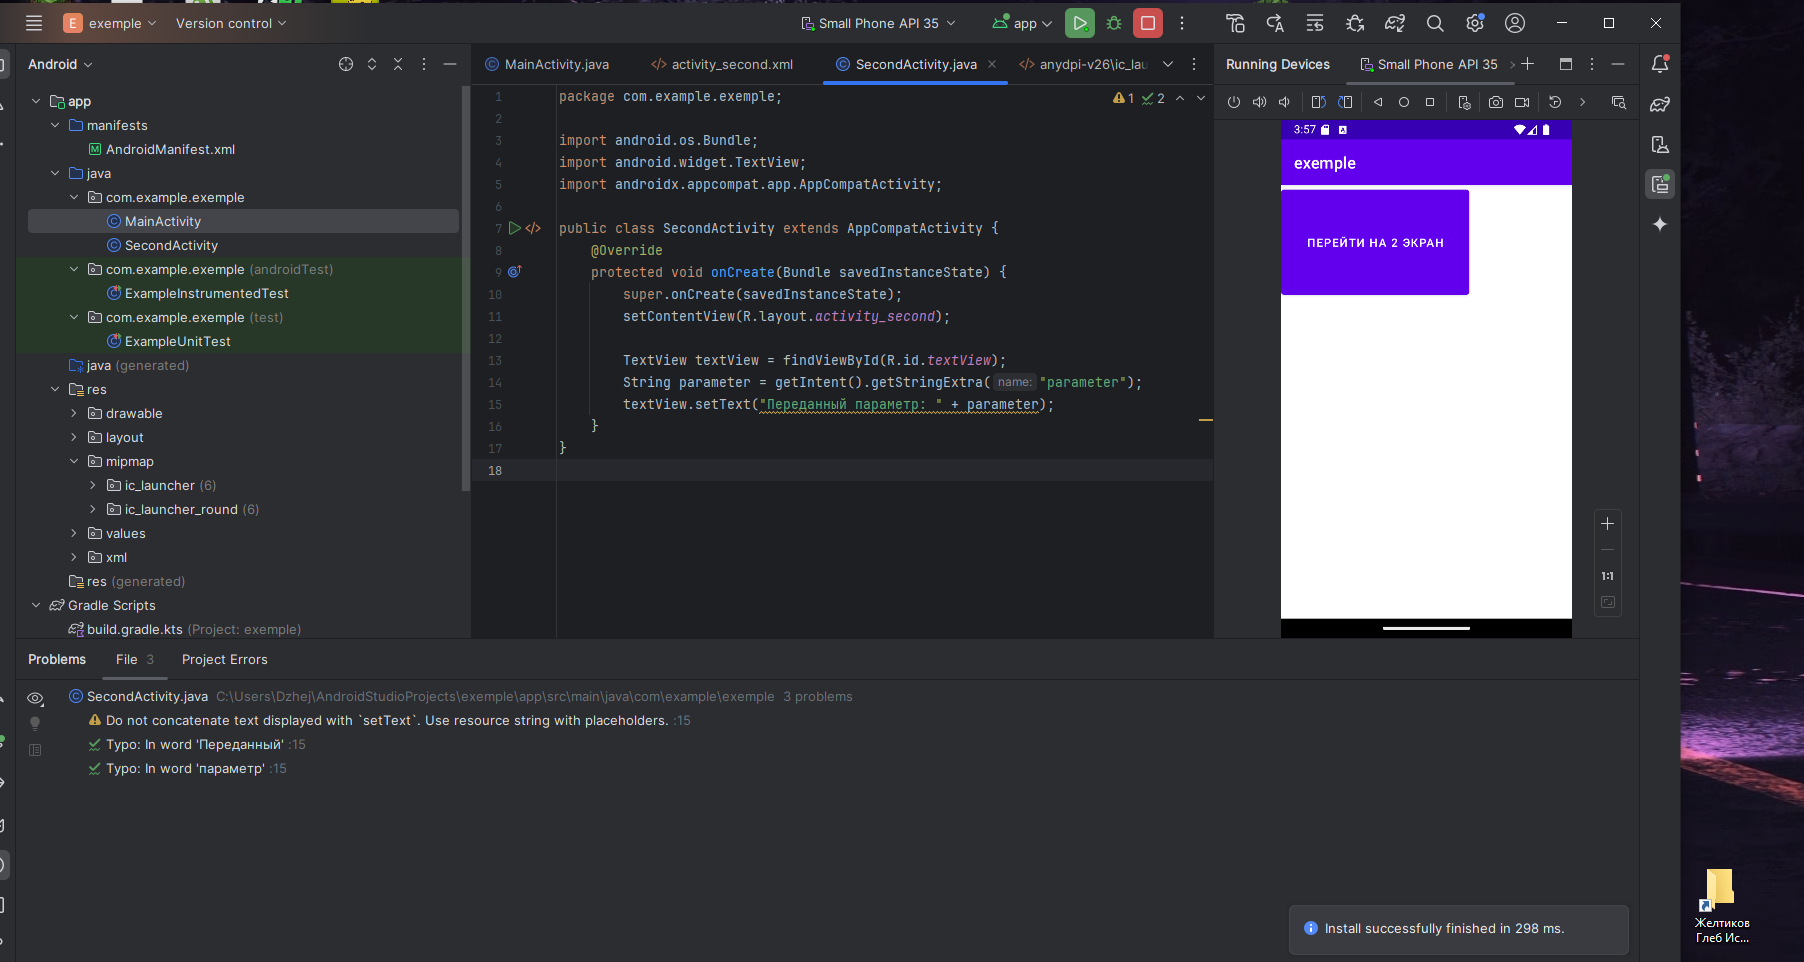 E exemple Version control Small Phone API 35 app
Android
app
manifests
AndroidManifest.xml
java
com.example.exemple
MainActivity
SecondActivity
com.example.exemple (androidTest)
ExampleInstrumentedTest
com.example.exemple (test)
ExampleUnitTest
java (generated)
res
drawable
layout
mipmap
ic_launcher (6)
ic_launcher_round (6)
values
xml
res (generated)
Gradle Scripts
build.gradle.kts (Project: exemple)
MainActivity.java activity_second.xml SecondActivity.java anydpi-v26\ic_lau
1 2
1 package com.example.exemple;
2
3 import android.os.Bundle;
4 import android.widget.TextView;
5 import androidx.appcompat.app.AppCompatActivity;
6
7 public class SecondActivity extends AppCompatActivity {
8 @Override
9 protected void onCreate(Bundle savedInstanceState) {
10 super.onCreate(savedInstanceState);
11 setContentView(R.layout.activity_second);
12
13 TextView textView = findViewById(R.id.textView);
14 String parameter = getIntent().getStringExtra( name: "parameter");
15 textView.setText("Переданный параметр: " + parameter);
16 }
17 }
18
Running Devices Small Phone API 35
3:57
exemple
ПЕРЕЙТИ НА 2 ЭКРАН
1:1
Problems File 3 Project Errors
SecondActivity.java C:\Users\Dzhej\AndroidStudioProjects\exemple\app\src\main\java\com\example\exemple 3 problems
Do not concatenate text displayed with `setText`. Use resource string with placeholders. :15
Typo: In word 'Переданный' :15
Typo: In word 'параметр' :15
Install successfully finished in 298 ms.
Желтиков
Глеб Ис...